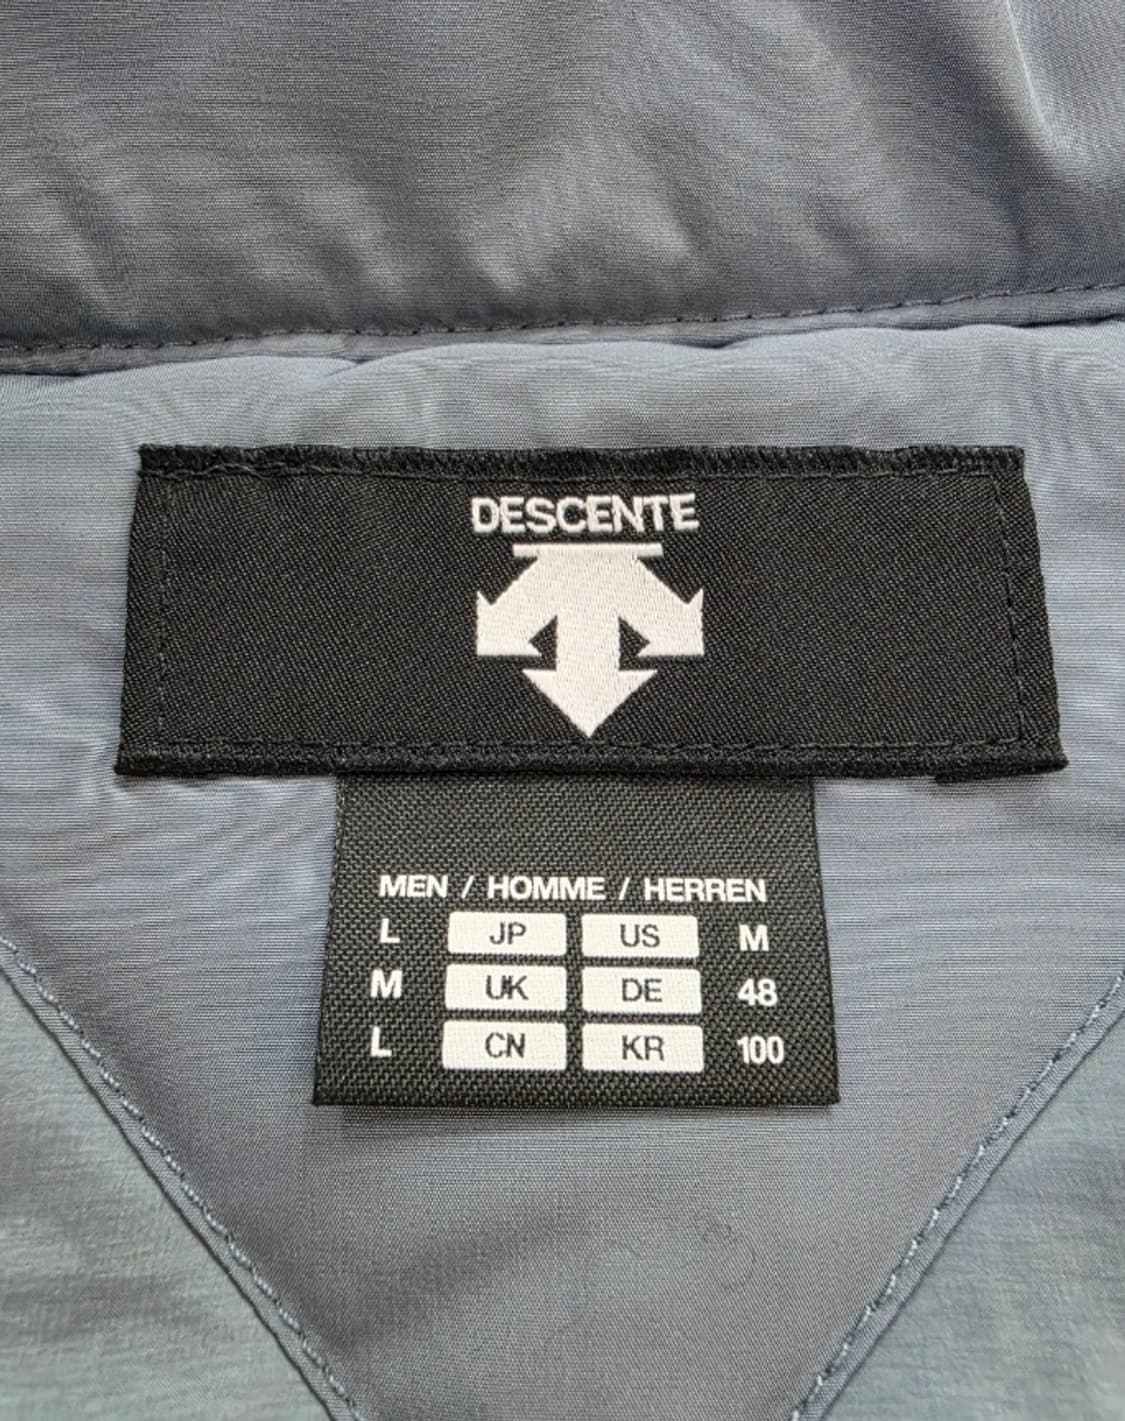 DESCENTE
MEN / HOMME / HERREN
L JP US M
M UK DE 48
L CN KR 100